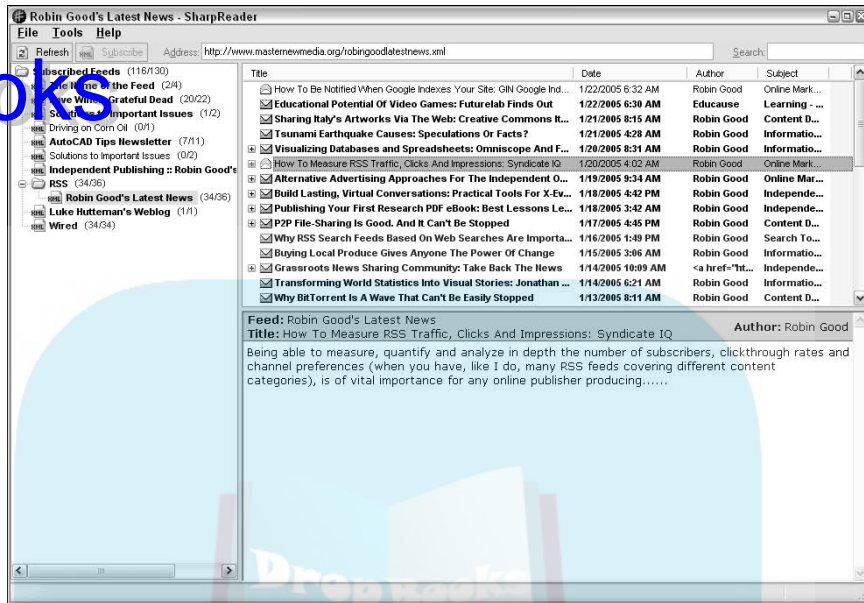 Robin Good's Latest News - SharpReader
File Tools Help
Refresh Subscribe Address: http://www.masternewmedia.org/robingoodlatestnews.xml Search:
Subscribed Feeds (116/130)
The Name of the Feed (2/4)
Dave Winer's Grateful Dead (20/22)
Solutions to Important Issues (1/2)
Driving on Corn Oil (0/1)
AutoCAD Tips Newsletter (7/11)
Solutions to Important Issues (0/2)
Independent Publishing :: Robin Good's
RSS (34/36)
Robin Good's Latest News (34/36)
Luke Hutteman's Weblog (1/1)
Wired (34/34)
ooks
Title Date Author Subject
How To Be Notified When Google Indexes Your Site: GIN Google Ind... 1/22/2005 6:32 AM Robin Good Online Mark...
Educational Potential Of Video Games: Futurelab Finds Out 1/22/2005 6:30 AM Educause Learning - ...
Sharing Italy's Artworks Via The Web: Creative Commons It... 1/21/2005 8:15 AM Robin Good Content D...
Tsunami Earthquake Causes: Speculations Or Facts? 1/21/2005 4:28 AM Robin Good Informatio...
Visualizing Databases and Spreadsheets: Omniscope And F... 1/20/2005 8:31 AM Robin Good Informatio...
How To Measure RSS Traffic, Clicks And Impressions: Syndicate IQ 1/20/2005 4:02 AM Robin Good Online Mark...
Alternative Advertising Approaches For The Independent O... 1/19/2005 9:34 AM Robin Good Online Mar...
Build Lasting, Virtual Conversations: Practical Tools For X-Ev... 1/18/2005 4:42 PM Robin Good Independe...
Publishing Your First Research PDF eBook: Best Lessons Le... 1/18/2005 3:42 AM Robin Good Independe...
P2P File-Sharing Is Good. And It Can't Be Stopped 1/17/2005 4:45 PM Robin Good Content D...
Why RSS Search Feeds Based On Web Searches Are Importa... 1/16/2005 1:49 PM Robin Good Search To...
Buying Local Produce Gives Anyone The Power Of Change 1/15/2005 3:06 AM Robin Good Informatio...
Grassroots News Sharing Community: Take Back The News 1/14/2005 10:09 AM <a href="ht... Independe...
Transforming World Statistics Into Visual Stories: Jonathan ... 1/14/2005 6:21 AM Robin Good Informatio...
Why BitTorrent Is A Wave That Can't Be Easily Stopped 1/13/2005 8:11 AM Robin Good Content D...
Feed: Robin Good's Latest News
Title: How To Measure RSS Traffic, Clicks And Impressions: Syndicate IQ Author: Robin Good
Being able to measure, quantify and analyze in depth the number of subscribers, clickthrough rates and
channel preferences (when you have, like I do, many RSS feeds covering different content
categories), is of vital importance for any online publisher producing......
DropBooks